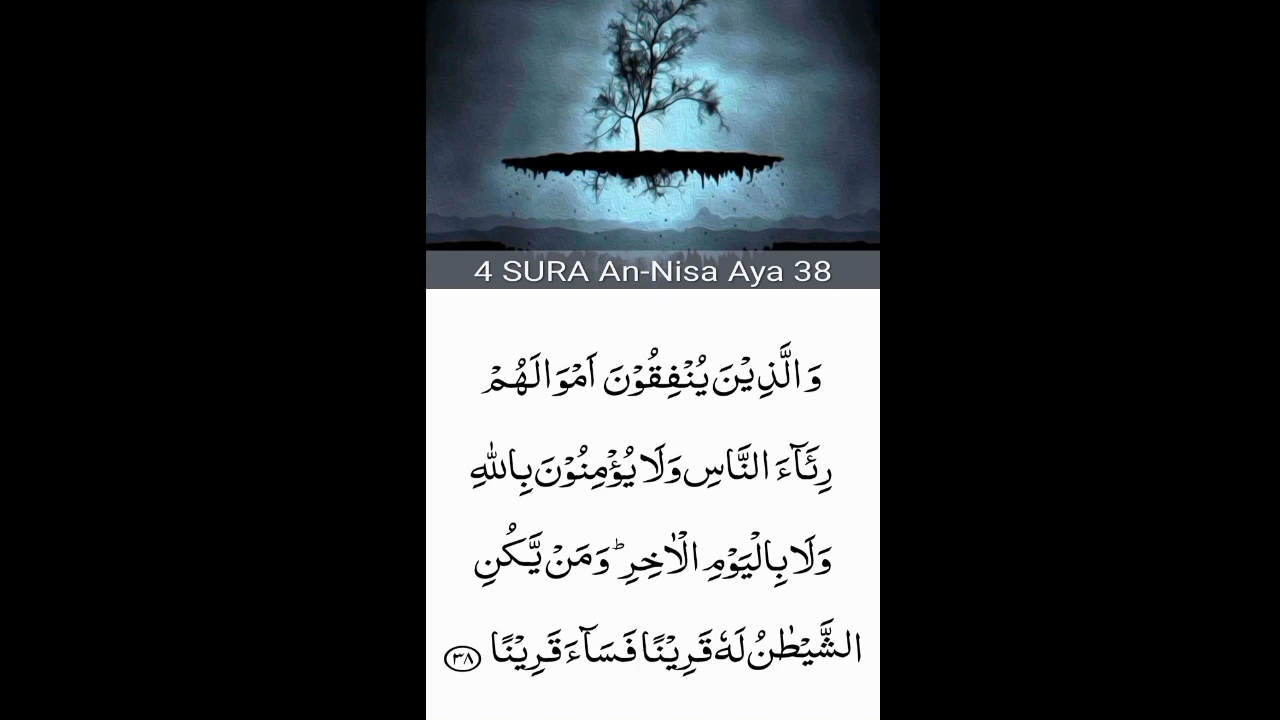 4 SURA An-Nisa Aya 38
وَالَّذِيْنَ يُنْفِقُوْنَ اَمْوَالَهُمْ
رِئَآءَ النَّاسِ وَلَا يُؤْمِنُوْنَ بِاللّٰهِ
وَلَا بِالْيَوْمِ الْاٰخِرِ ؕ وَمَنْ يَّكُنِ
الشَّيْطٰنُ لَهٗ قَرِيْنًا فَسَآءَ قَرِيْنًا ﴿٣٨﴾